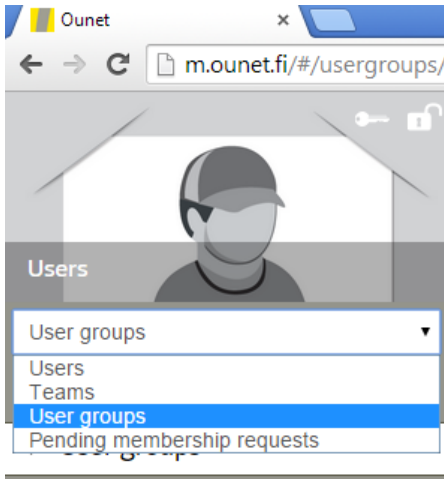 Ounet
m.ounet.fi/#/usergroups/
Users
User groups
Users
Teams
User groups
Pending membership requests